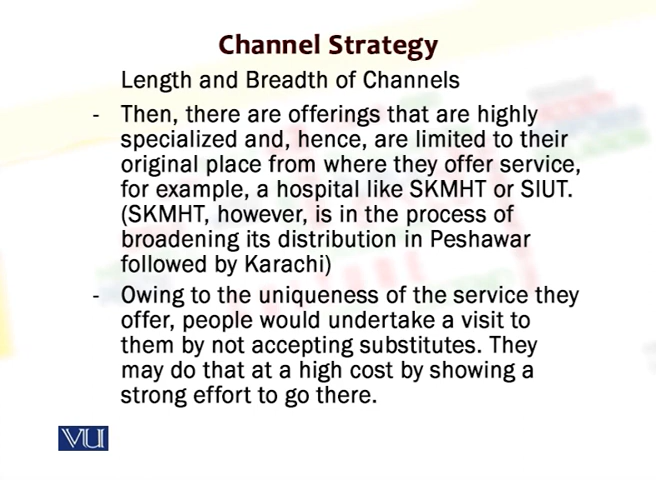 Channel Strategy
Length and Breadth of Channels
- Then, there are offerings that are highly
specialized and, hence, are limited to their
original place from where they offer service,
for example, a hospital like SKMHT or SIUT.
(SKMHT, however, is in the process of
broadening its distribution in Peshawar
followed by Karachi)
- Owing to the uniqueness of the service they
offer, people would undertake a visit to
them by not accepting substitutes. They
may do that at a high cost by showing a
strong effort to go there.
VU